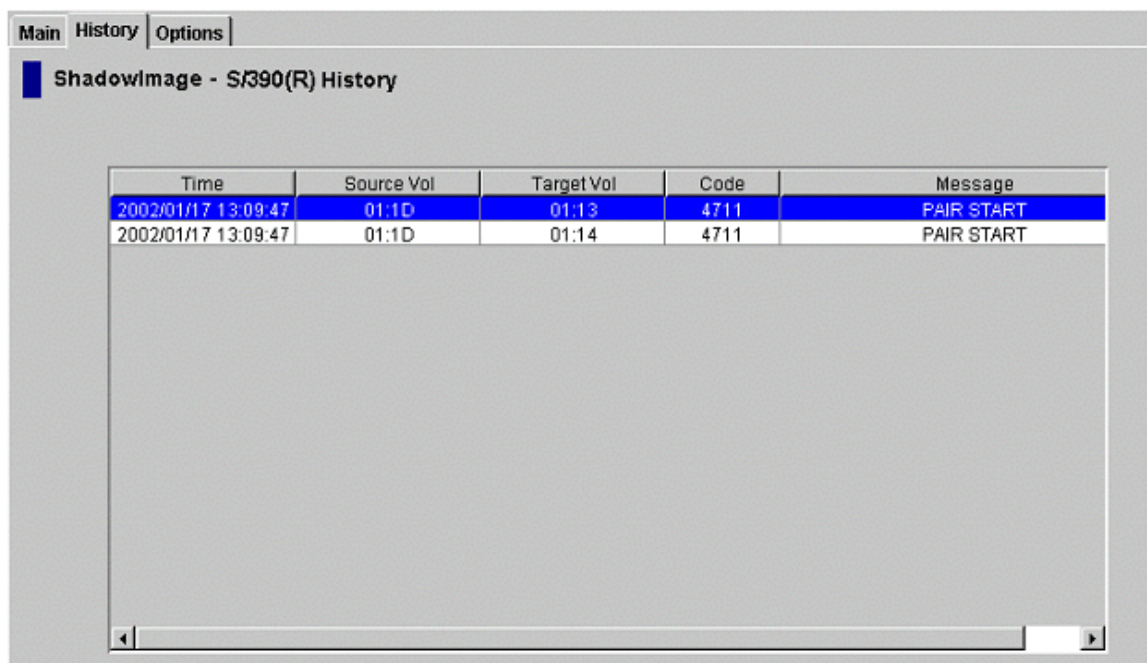 Main History Options
ShadowImage - S/390(R) History
Time Source Vol Target Vol Code Message
2002/01/17 13:09:47 01:1D 01:13 4711 PAIR START
2002/01/17 13:09:47 01:1D 01:14 4711 PAIR START